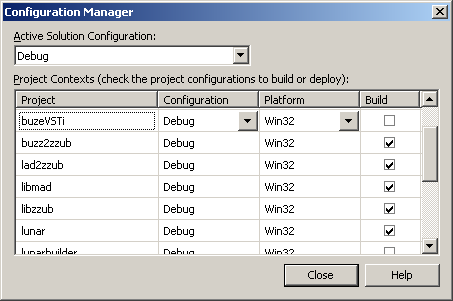 Configuration Manager
Active Solution Configuration:
Debug
Project Contexts (check the project configurations to build or deploy):
Project Configuration Platform Build
buzeVSTi Debug Win32
buzz2zzub Debug Win32
lad2zzub Debug Win32
libmad Debug Win32
libzzub Debug Win32
lunar Debug Win32
lunarbuilder Debug Win32
Close Help